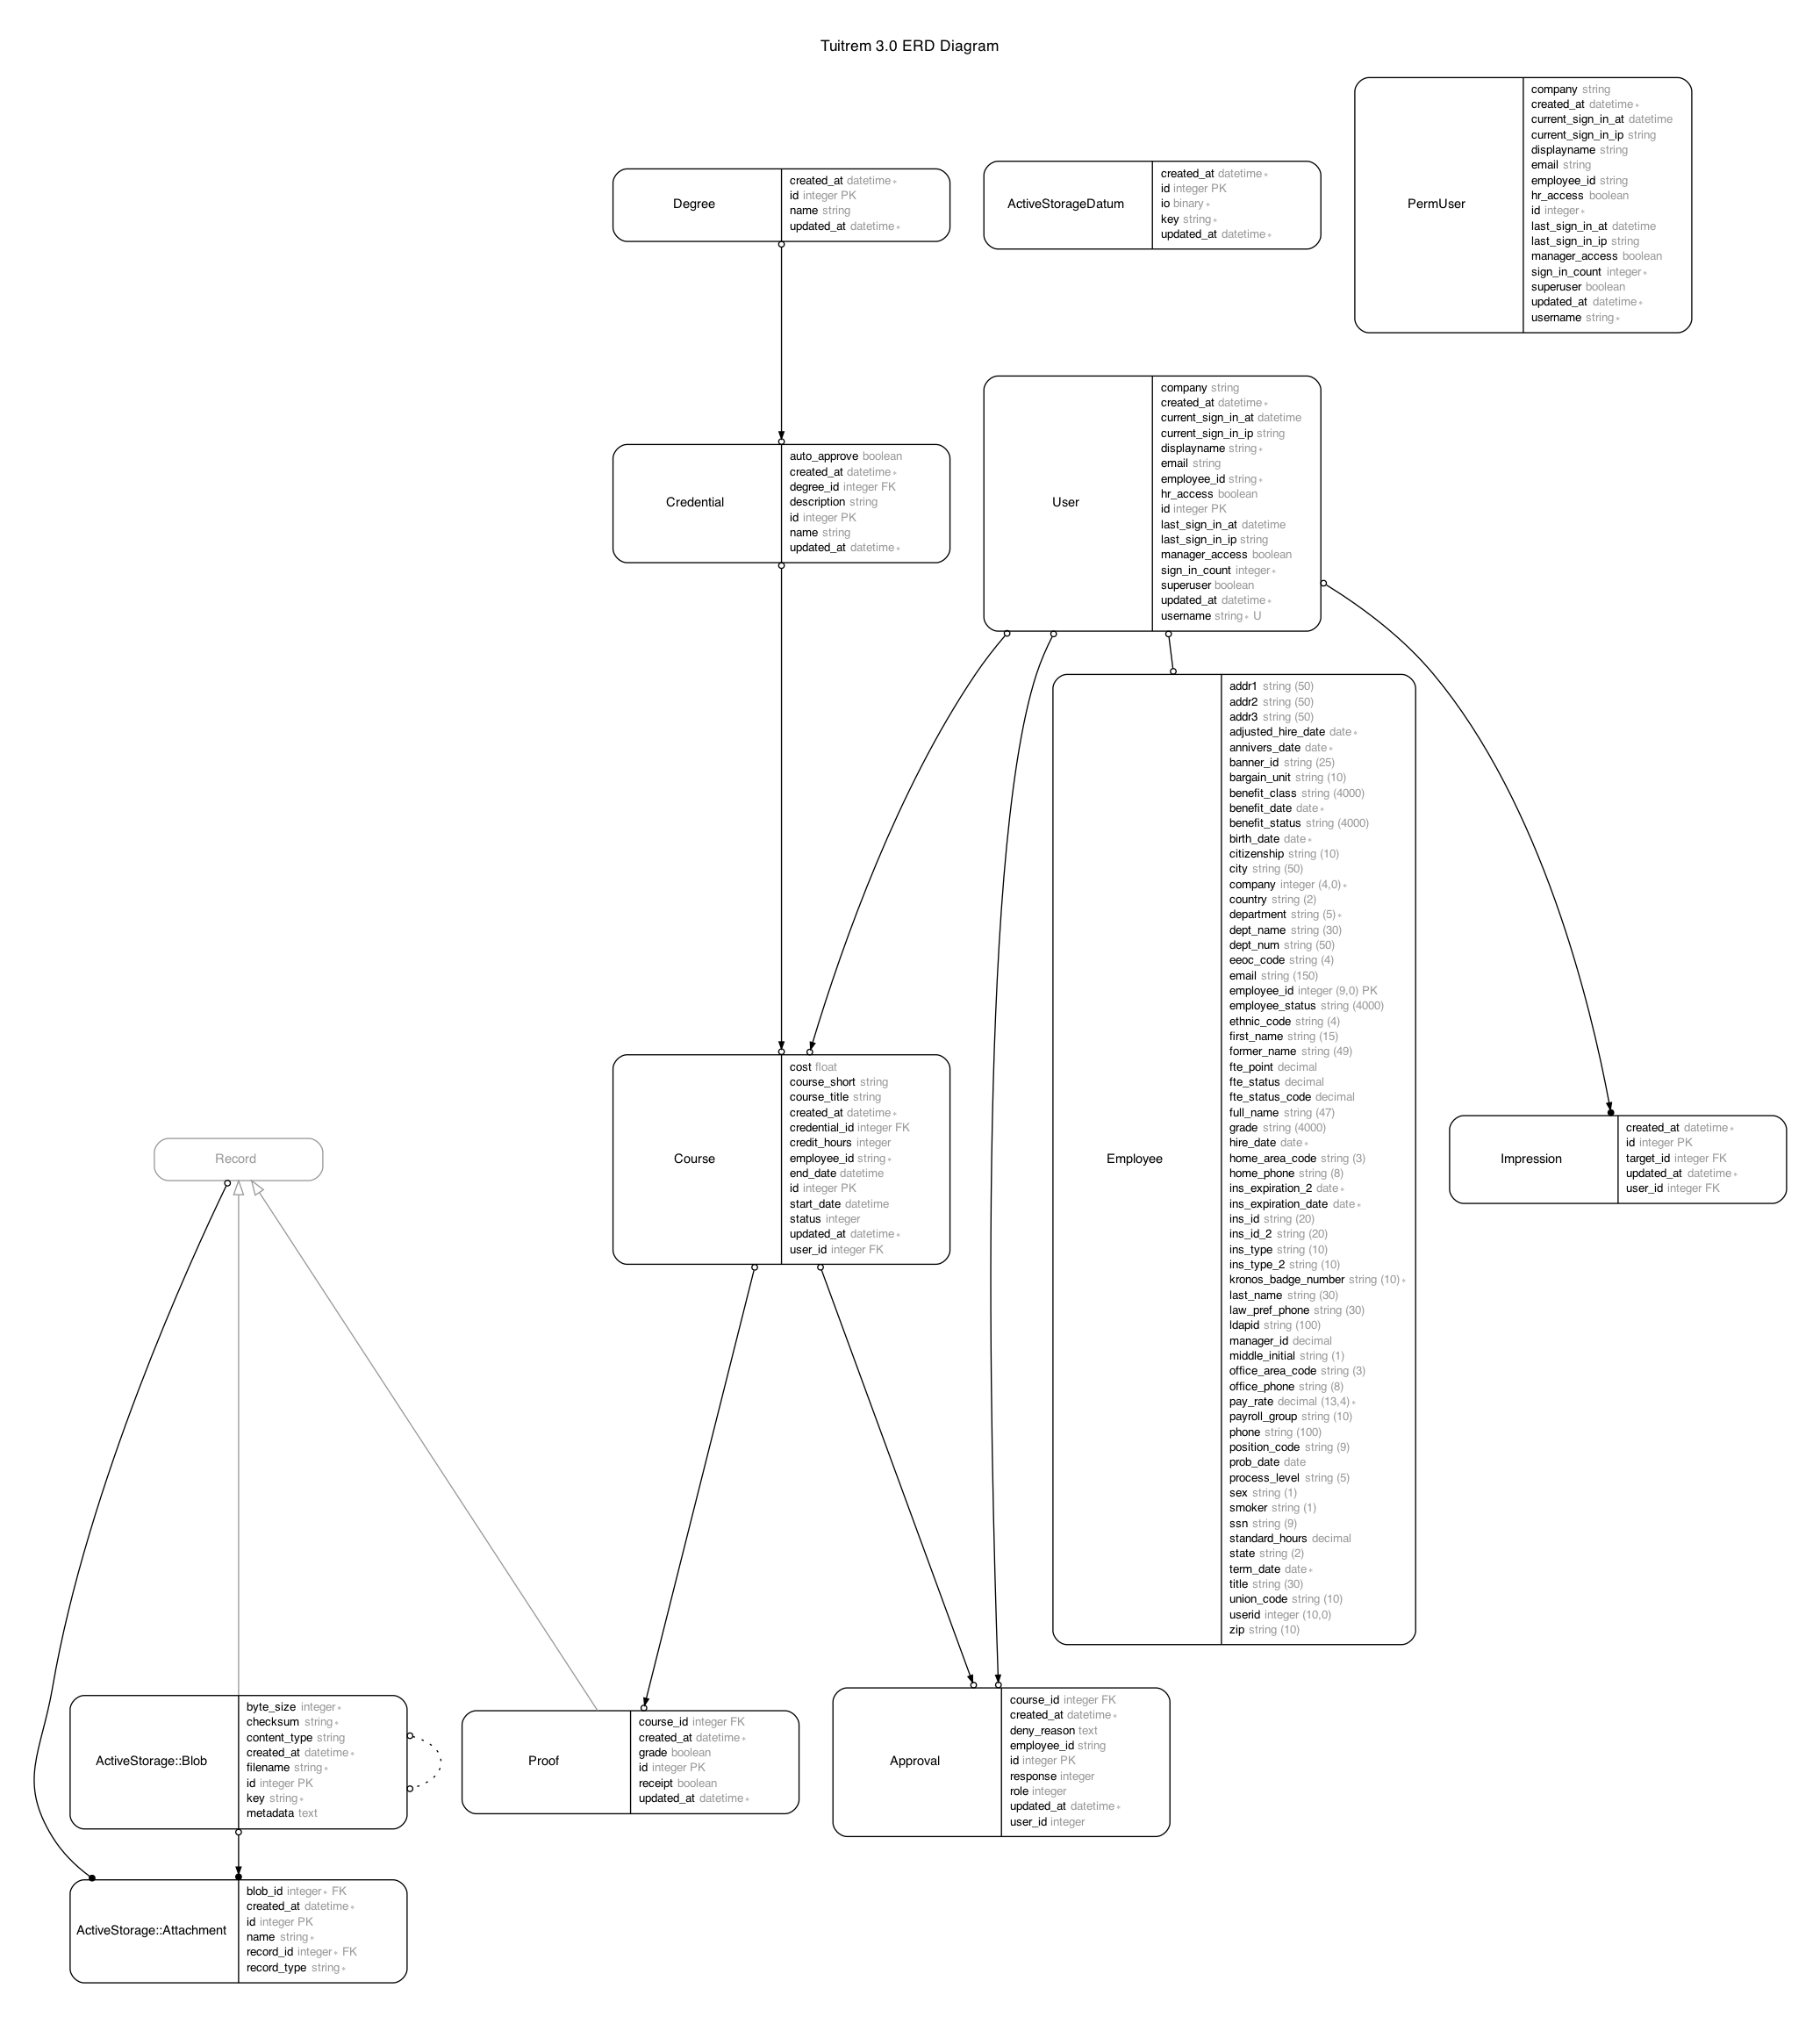 Tuitrem 3.0 ERD Diagram
PermUser
company string
created_at datetime∗
current_sign_in_at datetime
current_sign_in_ip string
displayname string
email string
employee_id string
hr_access boolean
id integer∗
last_sign_in_at datetime
last_sign_in_ip string
manager_access boolean
sign_in_count integer∗
superuser boolean
updated_at datetime∗
username string∗
Degree
created_at datetime∗
id integer PK
name string
updated_at datetime∗
ActiveStorageDatum
created_at datetime∗
id integer PK
io binary∗
key string∗
updated_at datetime∗
Credential
auto_approve boolean
created_at datetime∗
degree_id integer FK
description string
id integer PK
name string
updated_at datetime∗
User
company string
created_at datetime∗
current_sign_in_at datetime
current_sign_in_ip string
displayname string∗
email string
employee_id string∗
hr_access boolean
id integer PK
last_sign_in_at datetime
last_sign_in_ip string
manager_access boolean
sign_in_count integer∗
superuser boolean
updated_at datetime∗
username string∗ U
Employee
addr1 string (50)
addr2 string (50)
addr3 string (50)
adjusted_hire_date date∗
annivers_date date∗
banner_id string (25)
bargain_unit string (10)
benefit_class string (4000)
benefit_date date∗
benefit_status string (4000)
birth_date date∗
citizenship string (10)
city string (50)
company integer (4,0)∗
country string (2)
department string (5)∗
dept_name string (30)
dept_num string (50)
eeoc_code string (4)
email string (150)
employee_id integer (9,0) PK
employee_status string (4000)
ethnic_code string (4)
first_name string (15)
former_name string (49)
fte_point decimal
fte_status decimal
fte_status_code decimal
full_name string (47)
grade string (4000)
hire_date date∗
home_area_code string (3)
home_phone string (8)
ins_expiration_2 date∗
ins_expiration_date date∗
ins_id string (20)
ins_id_2 string (20)
ins_type string (10)
ins_type_2 string (10)
kronos_badge_number string (10)∗
last_name string (30)
law_pref_phone string (30)
ldapid string (100)
manager_id decimal
middle_initial string (1)
office_area_code string (3)
office_phone string (8)
pay_rate decimal (13,4)∗
payroll_group string (10)
phone string (100)
position_code string (9)
prob_date date
process_level string (5)
sex string (1)
smoker string (1)
ssn string (9)
standard_hours decimal
state string (2)
term_date date∗
title string (30)
union_code string (10)
userid integer (10,0)
zip string (10)
Course
cost float
course_short string
course_title string
created_at datetime∗
credential_id integer FK
credit_hours integer
employee_id string∗
end_date datetime
id integer PK
start_date datetime
status integer
updated_at datetime∗
user_id integer FK
Impression
created_at datetime∗
id integer PK
target_id integer FK
updated_at datetime∗
user_id integer FK
Record
ActiveStorage::Blob
byte_size integer∗
checksum string∗
content_type string
created_at datetime∗
filename string∗
id integer PK
key string∗
metadata text
Proof
course_id integer FK
created_at datetime∗
grade boolean
id integer PK
receipt boolean
updated_at datetime∗
Approval
course_id integer FK
created_at datetime∗
deny_reason text
employee_id string
id integer PK
response integer
role integer
updated_at datetime∗
user_id integer
ActiveStorage::Attachment
blob_id integer∗ FK
created_at datetime∗
id integer PK
name string∗
record_id integer∗ FK
record_type string∗